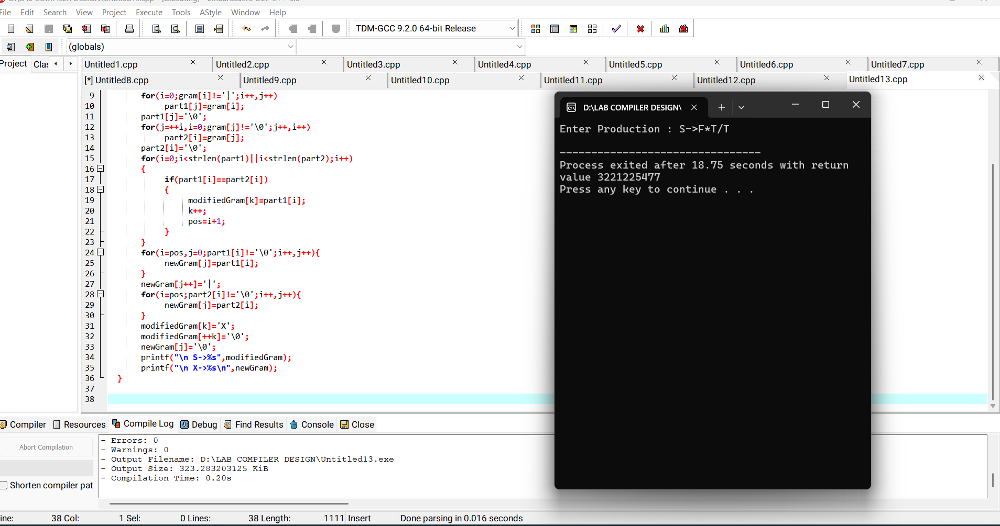 File Edit Search View Project Execute Tools AStyle Window Help
TDM-GCC 9.2.0 64-bit Release
(globals)
Project Clas
Untitled1.cpp Untitled2.cpp Untitled3.cpp Untitled4.cpp Untitled5.cpp Untitled6.cpp Untitled7.cpp
[*] Untitled8.cpp Untitled9.cpp Untitled10.cpp Untitled11.cpp Untitled12.cpp Untitled13.cpp
9 for(i=0;gram[i]!='|';i++,j++)
10 part1[j]=gram[i];
11 part1[j]='\0';
12 for(j=++i,i=0;gram[j]!='\0';j++,i++)
13 part2[i]=gram[j];
14 part2[i]='\0';
15 for(i=0;i<strlen(part1)||i<strlen(part2);i++)
16 {
17 if(part1[i]==part2[i])
18 {
19 modifiedGram[k]=part1[i];
20 k++;
21 pos=i+1;
22 }
23 }
24 for(i=pos,j=0;part1[i]!='\0';i++,j++){
25 newGram[j]=part1[i];
26 }
27 newGram[j++]='|';
28 for(i=pos;part2[i]!='\0';i++,j++){
29 newGram[j]=part2[i];
30 }
31 modifiedGram[k]='X';
32 modifiedGram[++k]='\0';
33 newGram[j]='\0';
34 printf("\n S->%s",modifiedGram);
35 printf("\n X->%s\n",newGram);
36 }
37
38
D:\LAB COMPILER DESIGN\
Enter Production : S->F*T/T
--------------------------------
Process exited after 18.75 seconds with return
value 3221225477
Press any key to continue . . .
Compiler Resources Compile Log Debug Find Results Console Close
Abort Compilation
Shorten compiler pat
- Errors: 0
- Warnings: 0
- Output Filename: D:\LAB COMPILER DESIGN\Untitled13.exe
- Output Size: 323.283203125 KiB
- Compilation Time: 0.20s
ine: 38 Col: 1 Sel: 0 Lines: 38 Length: 1111 Insert Done parsing in 0.016 seconds